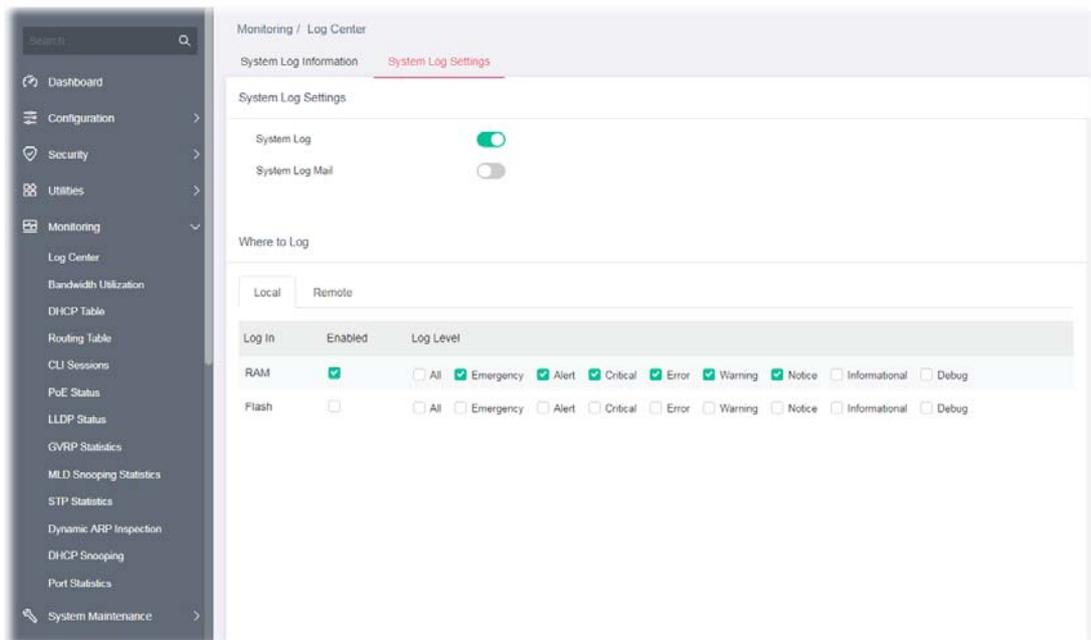 Search
Dashboard
Configuration
Security
Utilities
Monitoring
Log Center
Bandwidth Utilization
DHCP Table
Routing Table
CLI Sessions
PoE Status
LLDP Status
GVRP Statistics
MLD Snooping Statistics
STP Statistics
Dynamic ARP Inspection
DHCP Snooping
Port Statistics
System Maintenance
Monitoring / Log Center
System Log Information System Log Settings
System Log Settings
System Log
System Log Mail
Where to Log
Local Remote
Log In Enabled Log Level
RAM All Emergency Alert Critical Error Warning Notice Informational Debug
Flash All Emergency Alert Critical Error Warning Notice Informational Debug